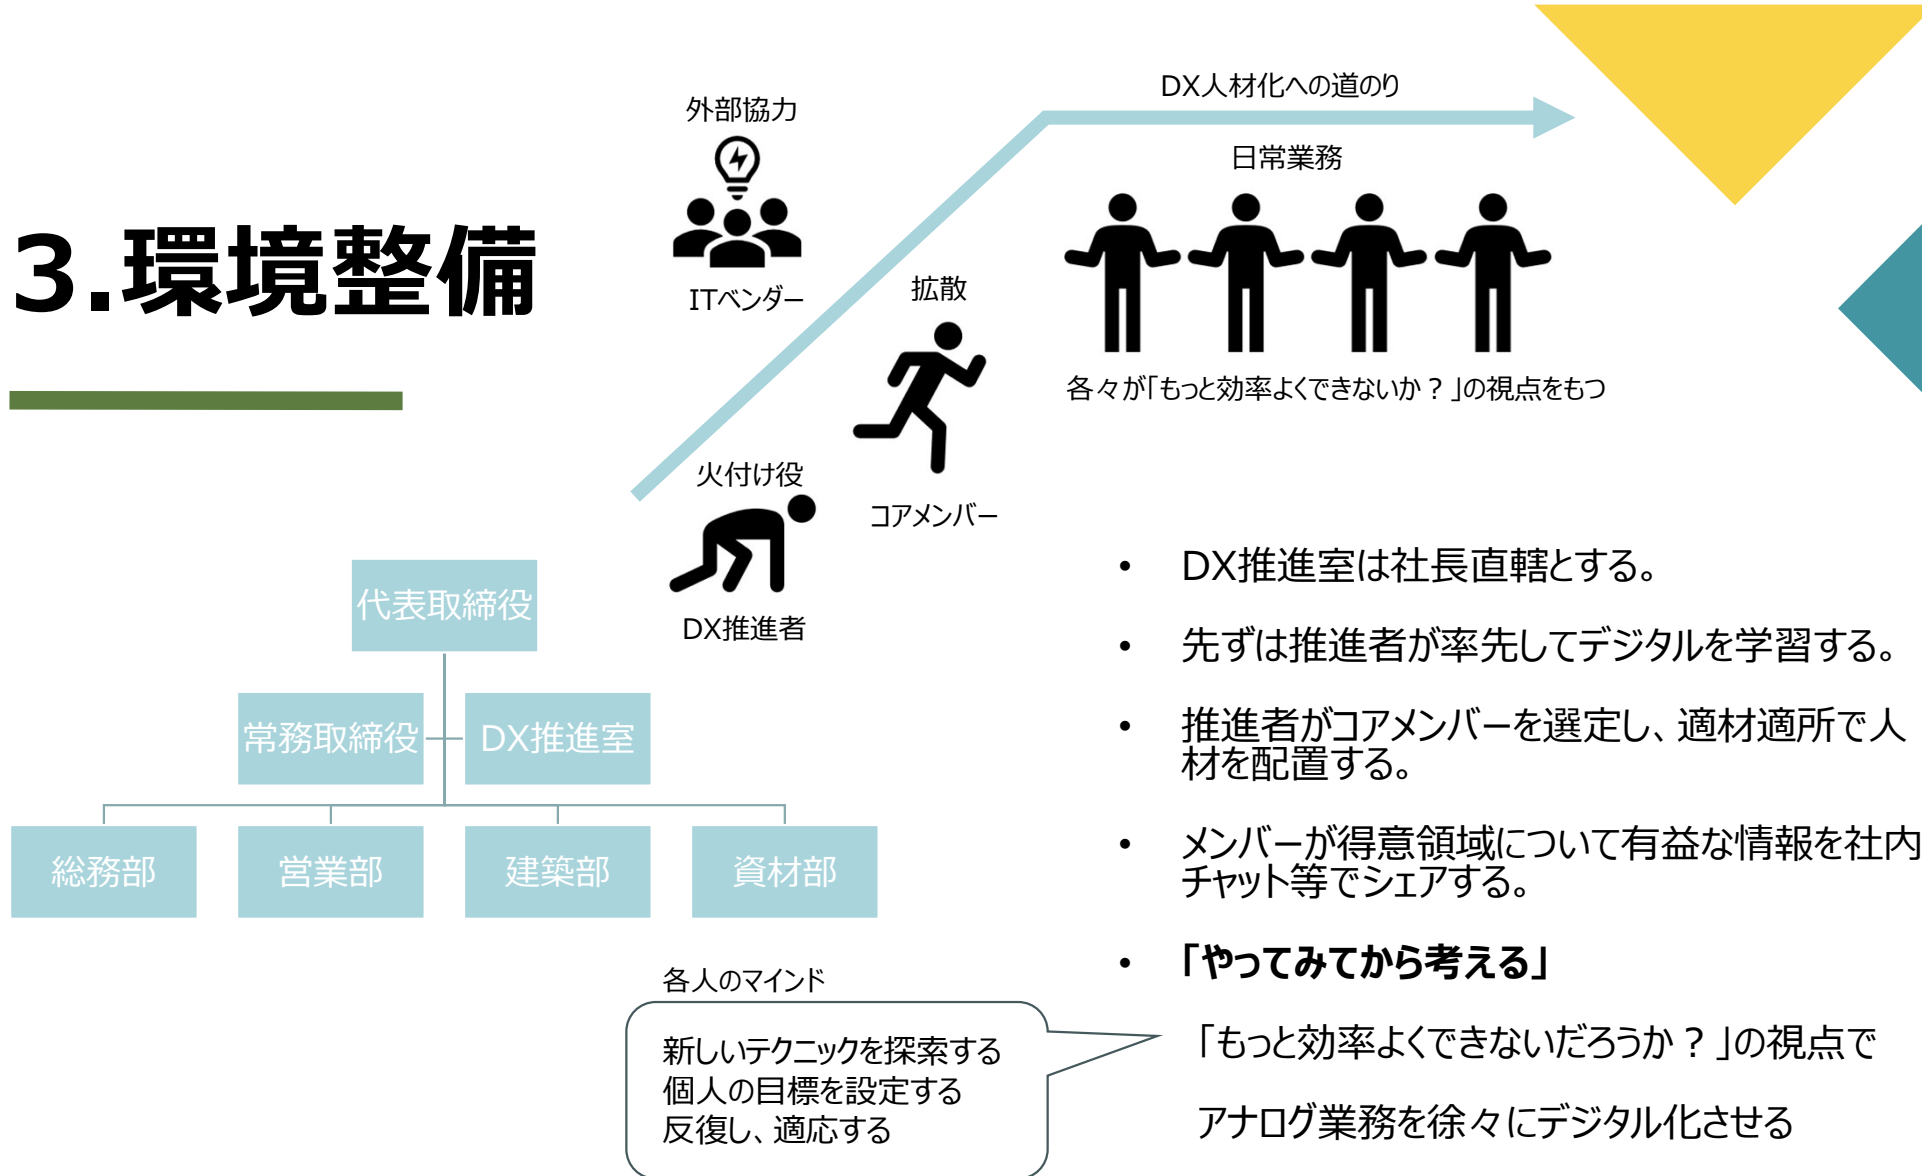 3.環境整備
DX人材化への道のり
外部協力
ITベンダー
日常業務
各々が「もっと効率よくできないか？」の視点をもつ
拡散
コアメンバー
火付け役
DX推進者
代表取締役
常務取締役
DX推進室
総務部
営業部
建築部
資材部
• DX推進室は社長直轄とする。
• 先ずは推進者が率先してデジタルを学習する。
• 推進者がコアメンバーを選定し、適材適所で人
材を配置する。
• メンバーが得意領域について有益な情報を社内
チャット等でシェアする。
• 「やってみてから考える」
「もっと効率よくできないだろうか？」の視点で
アナログ業務を徐々にデジタル化させる
各人のマインド
新しいテクニックを探索する
個人の目標を設定する
反復し、適応する